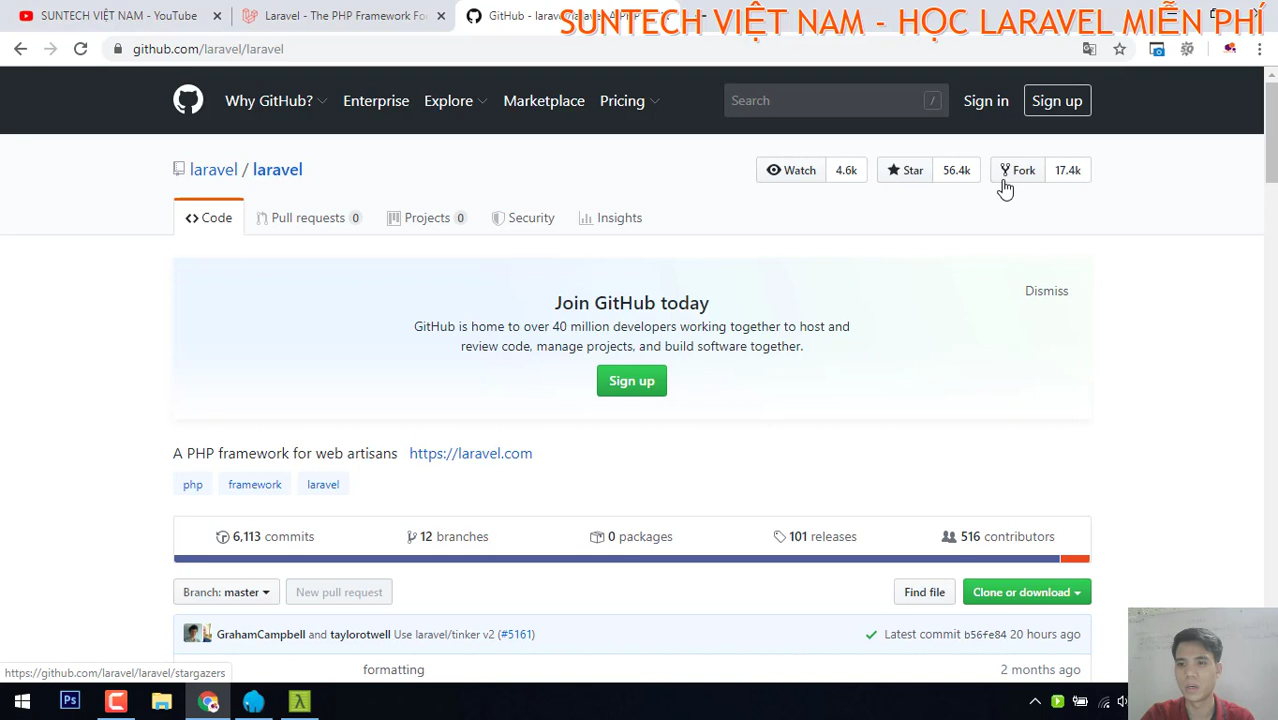 SUNTECH VIỆT NAM - YouTube
Laravel - The PHP Framework Fo
GitHub - laravel/laravel: A PHP
SUNTECH VIỆT NAM - HỌC LARAVEL MIỄN PHÍ
github.com/laravel/laravel
Why GitHub? Enterprise Explore Marketplace Pricing
Search /
Sign in Sign up
laravel / laravel
Watch 4.6k Star 56.4k Fork 17.4k
Code Pull requests 0 Projects 0 Security Insights
Join GitHub today
Dismiss
GitHub is home to over 40 million developers working together to host and
review code, manage projects, and build software together.
Sign up
A PHP framework for web artisans https://laravel.com
php framework laravel
6,113 commits 12 branches 0 packages 101 releases 516 contributors
Branch: master New pull request Find file Clone or download
GrahamCampbell and taylorotwell Use laravel/tinker v2 (#5161) Latest commit b56fe84 20 hours ago
formatting 2 months ago
https://github.com/laravel/laravel/stargazers
Ps